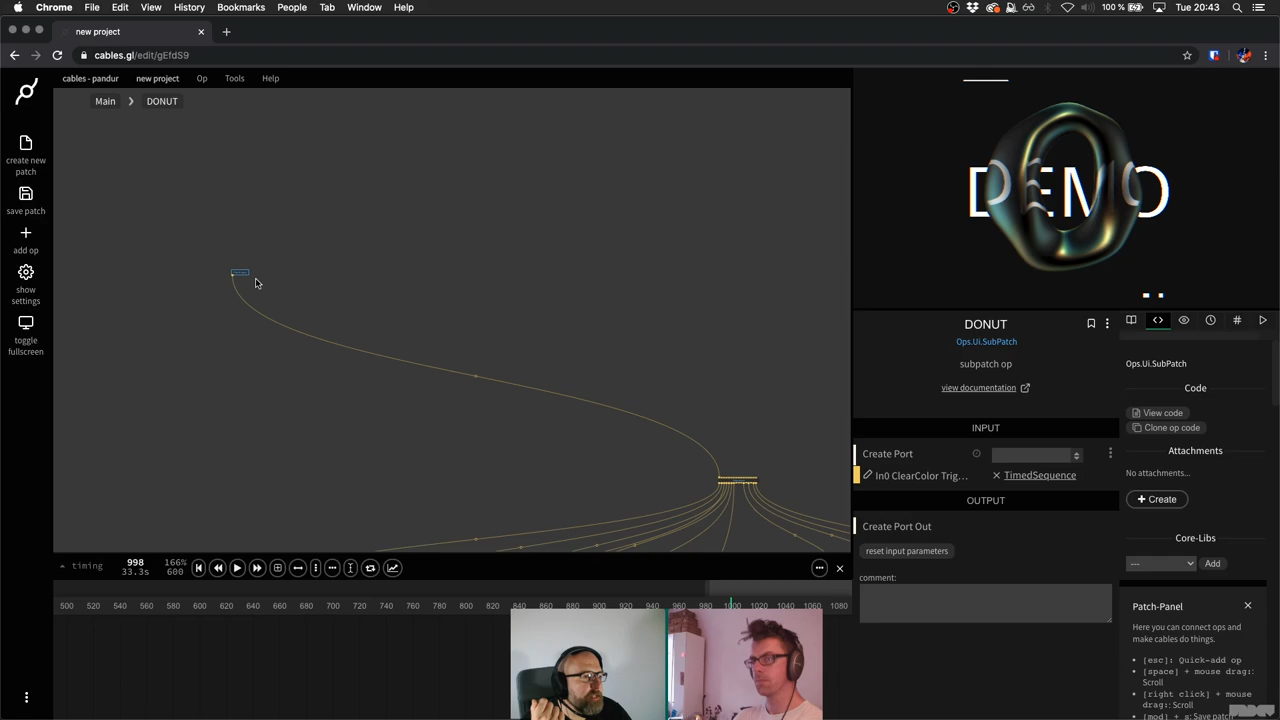 Chrome File Edit View History Bookmarks People Tab Window Help 100 % Tue 20:43
new project
cables.gl/edit/gEfdS9
cables - pandur new project Op Tools Help
Main DONUT
create new
patch
save patch
add op
show
settings
toggle
fullscreen
DEMO
DONUT
Ops.Ui.SubPatch
subpatch op
view documentation
INPUT
Create Port
In0 ClearColor Trig... TimedSequence
OUTPUT
Create Port Out
reset input parameters
comment:
Ops.Ui.SubPatch
Code
View code
Clone op code
Attachments
No attachments...
Create
Core-Libs
--- Add
Patch-Panel
Here you can connect ops and
make cables do things.
[esc]: Quick-add op
[space] + mouse drag:
Scroll
[right click] + mouse
drag: Scroll
[mod] + s: Save patch
timing 998 166%
33.3s 600
500 520 540 560 580 600 620 640 660 680 700 720 740 760 780 800 820 840 860 880 900 920 940 960 980 1000 1020 1040 1060 1080